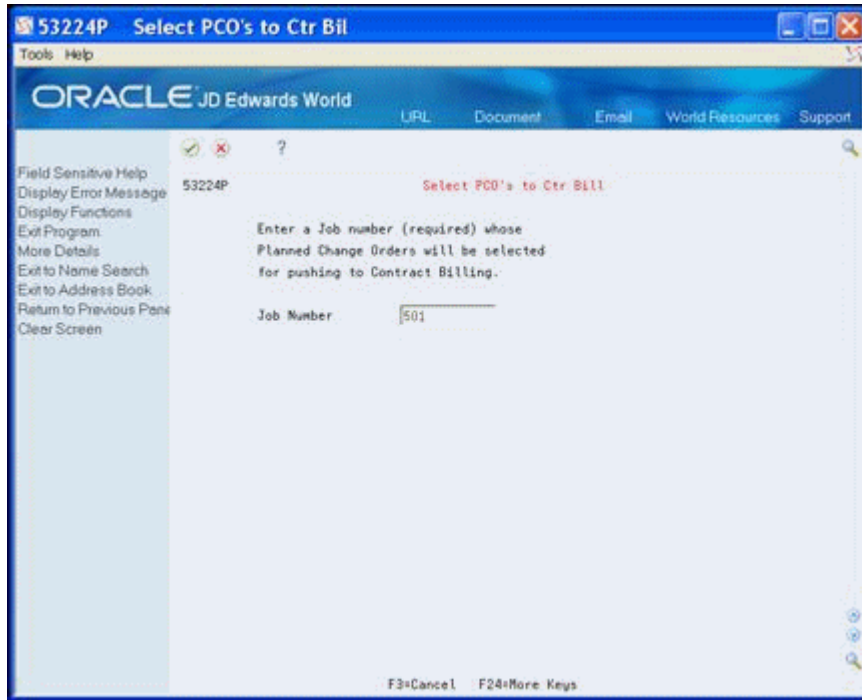 53224P Select PCO's to Ctr Bil
Tools Help
ORACLE JD Edwards World
URL Document Email World Resources Support
?
Field Sensitive Help
Display Error Message
Display Functions
Exit Program
More Details
Exit to Name Search
Exit to Address Book
Return to Previous Pane
Clear Screen
53224P Select PCO's to Ctr Bill
Enter a Job number (required) whose
Planned Change Orders will be selected
for pushing to Contract Billing.
Job Number 501
F3=Cancel F24=More Keys